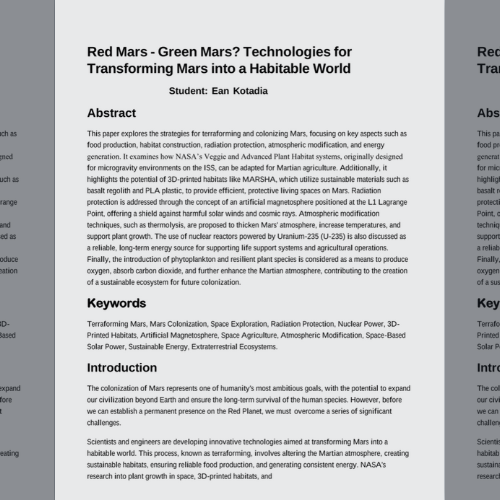 Red Mars - Green Mars? Technologies for
Transforming Mars into a Habitable World
Student: Ean Kotadia
Abstract
This paper explores the strategies for terraforming and colonizing Mars, focusing on key aspects such as
food production, habitat construction, radiation protection, atmospheric modification, and energy
generation. It examines how NASA's Veggie and Advanced Plant Habitat systems, originally designed
for microgravity environments on the ISS, can be adapted for Martian agriculture. Additionally, it
highlights the potential of 3D-printed habitats like MARSHA, which utilize sustainable materials such as
basalt regolith and PLA plastic, to provide efficient, protective living spaces on Mars. Radiation
protection is addressed through the concept of an artificial magnetosphere positioned at the L1 Lagrange
Point, offering a shield against harmful solar winds and cosmic rays. Atmospheric modification
techniques, such as thermolysis, are proposed to thicken Mars' atmosphere, increase temperatures, and
support plant growth. The use of nuclear reactors powered by Uranium-235 (U-235) is also discussed as
a reliable, long-term energy source for supporting life support systems and agricultural operations.
Finally, the introduction of phytoplankton and resilient plant species is considered as a means to produce
oxygen, absorb carbon dioxide, and further enhance the Martian atmosphere, contributing to the creation
of a sustainable ecosystem for future colonization.
Keywords
Terraforming Mars, Mars Colonization, Space Exploration, Radiation Protection, Nuclear Power, 3D-
Printed Habitats, Artificial Magnetosphere, Space Agriculture, Atmospheric Modification, Space-Based
Solar Power, Sustainable Energy, Extraterrestrial Ecosystems.
Introduction
The colonization of Mars represents one of humanity's most ambitious goals, with the potential to expand
our civilization beyond Earth and ensure the long-term survival of the human species. However, before
we can establish a permanent presence on the Red Planet, we must overcome a series of significant
challenges.
Scientists and engineers are developing innovative technologies aimed at transforming Mars into a
habitable world. This process, known as terraforming, involves altering the Martian atmosphere, creating
sustainable habitats, ensuring reliable food production, and generating consistent energy. NASA's
research into plant growth in space, 3D-printed habitats, and